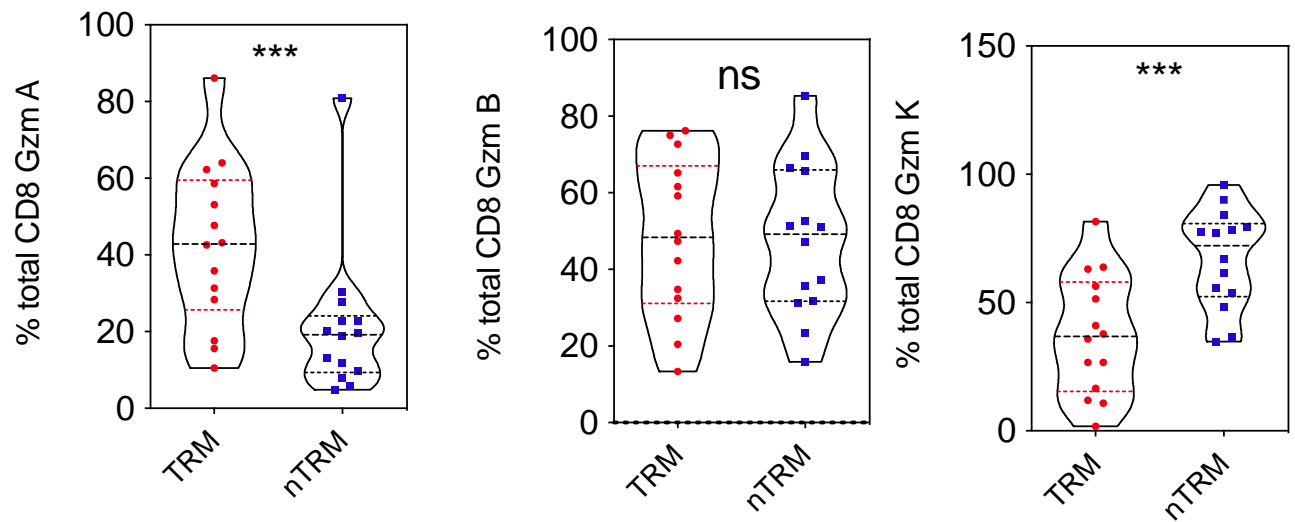 % total CD8 Gzm A
100
80
60
40
20
0
***
TRM
nTRM
% total CD8 Gzm B
100
80
60
40
20
0
ns
TRM
nTRM
% total CD8 Gzm K
150
100
50
0
***
TRM
nTRM